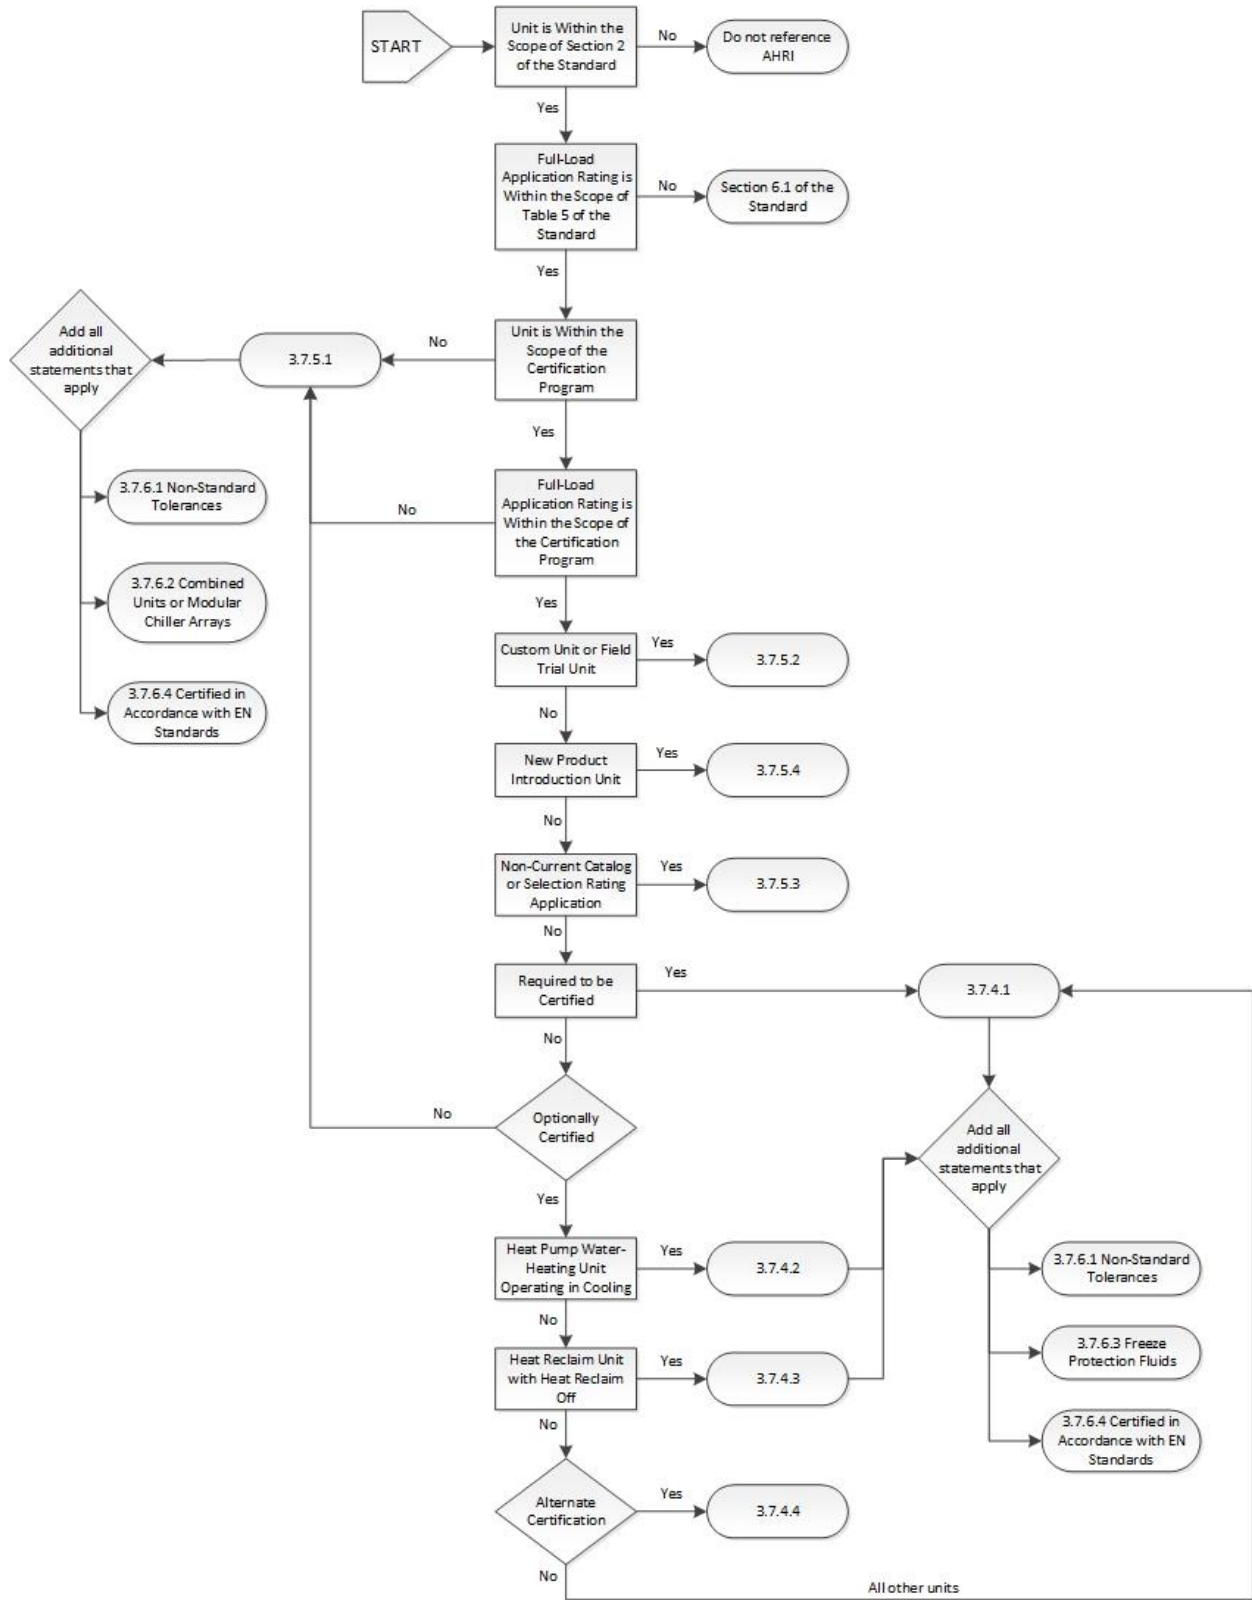 START
Unit is Within the
Scope of Section 2
of the Standard
No
Do not reference
AHRI
Yes
Full-Load
Application Rating is
Within the Scope of
Table 5 of the
Standard
No
Section 6.1 of the
Standard
Yes
Unit is Within the
Scope of the
Certification
Program
No
3.7.5.1
Add all
additional
statements that
apply
3.7.6.1 Non-Standard
Tolerances
3.7.6.2 Combined
Units or Modular
Chiller Arrays
3.7.6.4 Certified in
Accordance with EN
Standards
Yes
Full-Load
Application Rating is
Within the Scope of
the Certification
Program
No
Yes
Custom Unit or Field
Trial Unit
Yes
3.7.5.2
No
New Product
Introduction Unit
Yes
3.7.5.4
No
Non-Current Catalog
or Selection Rating
Application
Yes
3.7.5.3
No
Required to be
Certified
Yes
3.7.4.1
No
Optionally
Certified
No
Add all
additional
statements that
apply
Yes
Heat Pump Water-
Heating Unit
Operating in Cooling
Yes
3.7.4.2
3.7.6.1 Non-Standard
Tolerances
No
Heat Reclaim Unit
with Heat Reclaim
Off
Yes
3.7.4.3
3.7.6.3 Freeze
Protection Fluids
No
3.7.6.4 Certified in
Accordance with EN
Standards
Alternate
Certification
Yes
3.7.4.4
No
All other units